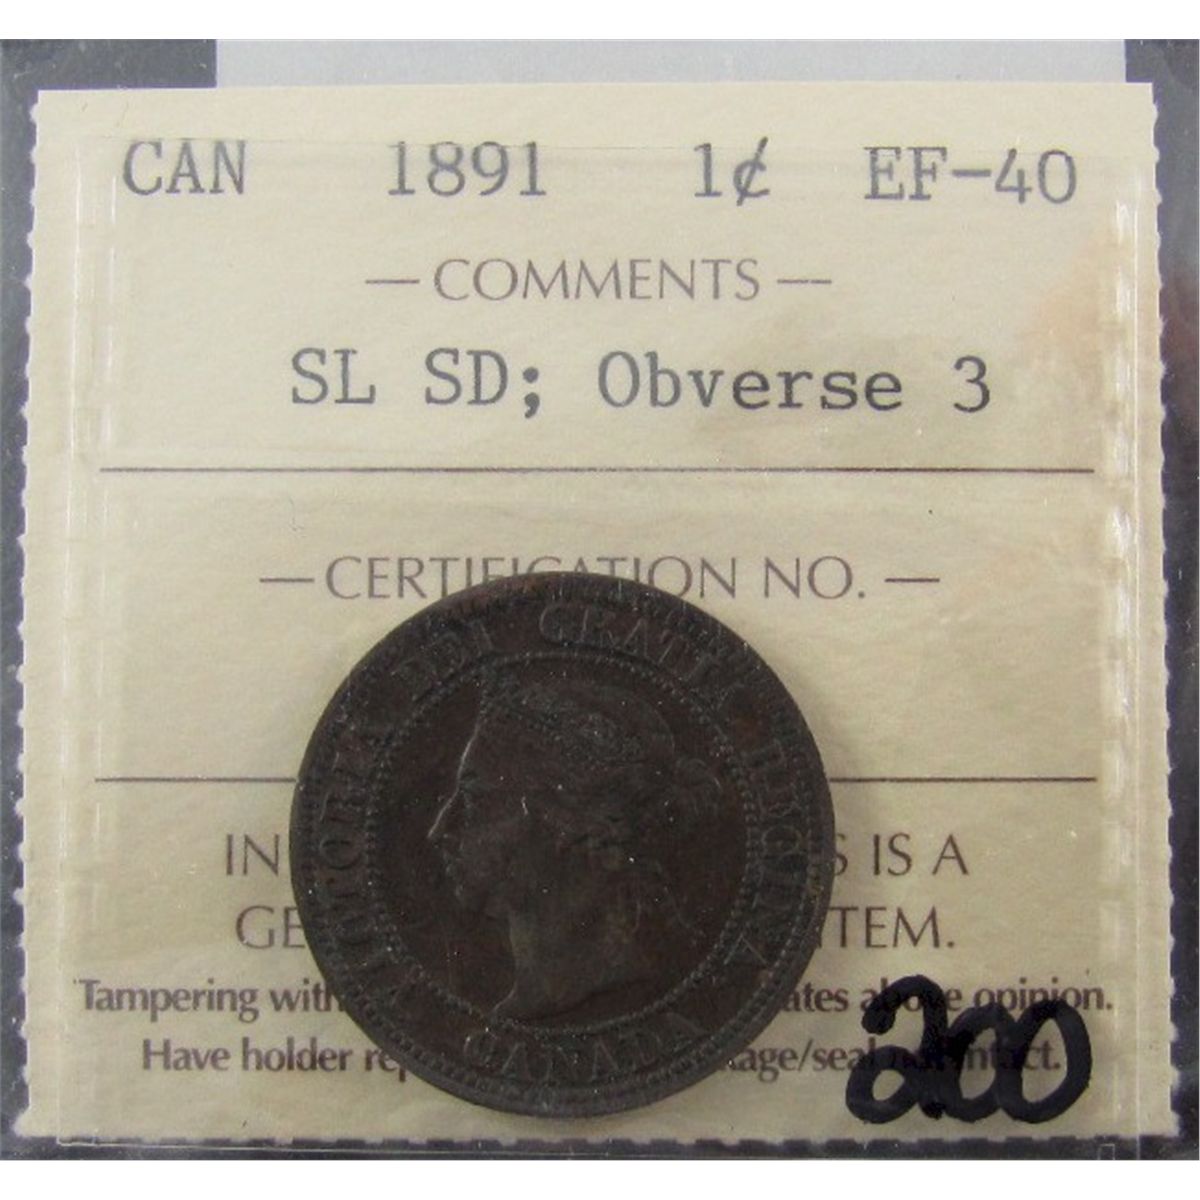 CAN 1891 1¢ EF-40
— COMMENTS —
SL SD; Obverse 3
— CERTIFICATION NO. —
VICTORIA DEI GRATIA REGINA
CANADA
IN S IS A
GE ITEM.
Tampering with ates above opinion.
Have holder rep kage/seal not intact.
200